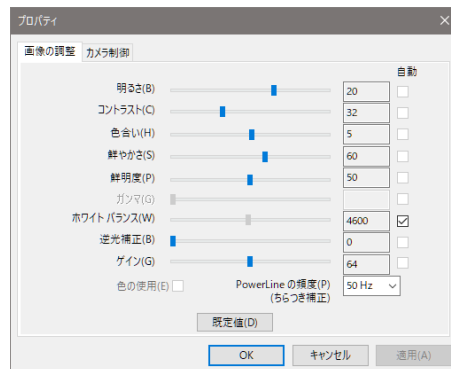 プロパティ
画像の調整 カメラ制御
自動
明るさ(B) 20
コントラスト(C) 32
色合い(H) 5
鮮やかさ(S) 60
鮮明度(P) 50
ガンマ(G)
ホワイト バランス(W) 4600
逆光補正(B) 0
ゲイン(G) 64
色の使用(E) PowerLine の頻度(P) 50 Hz
(ちらつき補正)
既定値(D)
OK キャンセル 適用(A)